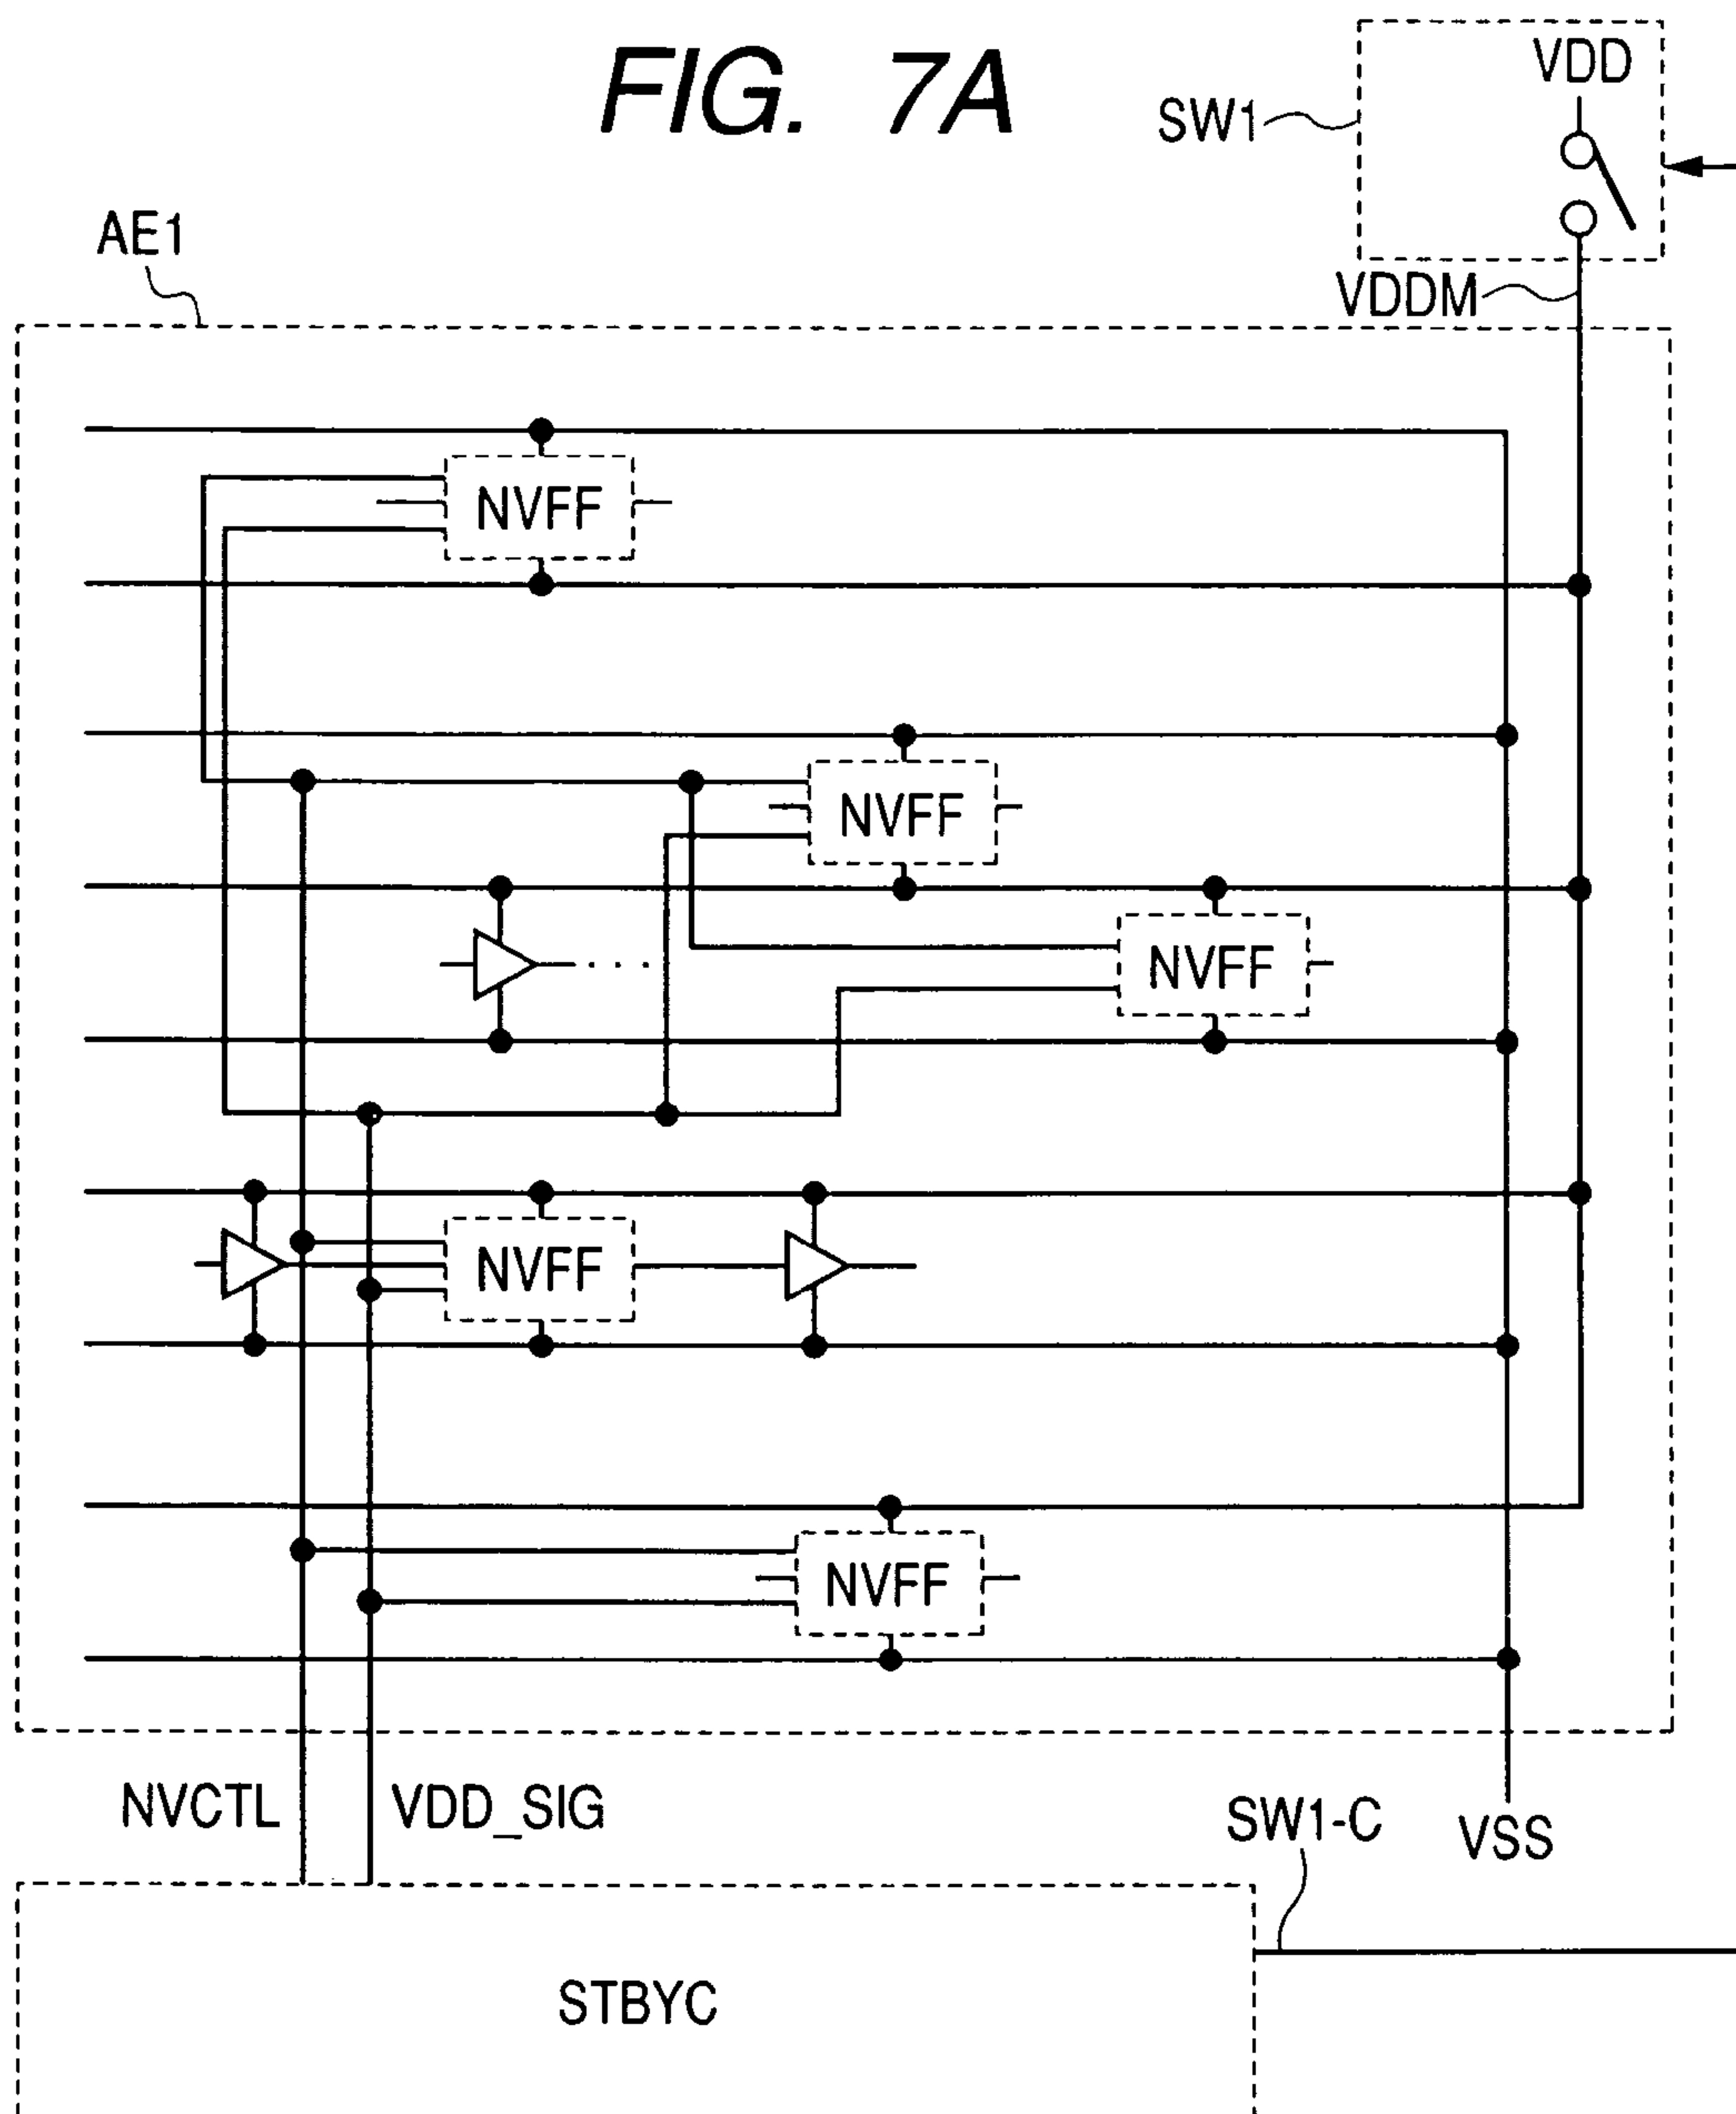 FIG. 7A
VDD
SW1
AE1
VDDM
NVFF
NVFF
NVFF
NVFF
NVFF
NVCTL
VDD_SIG
SW1-C
VSS
STBYC